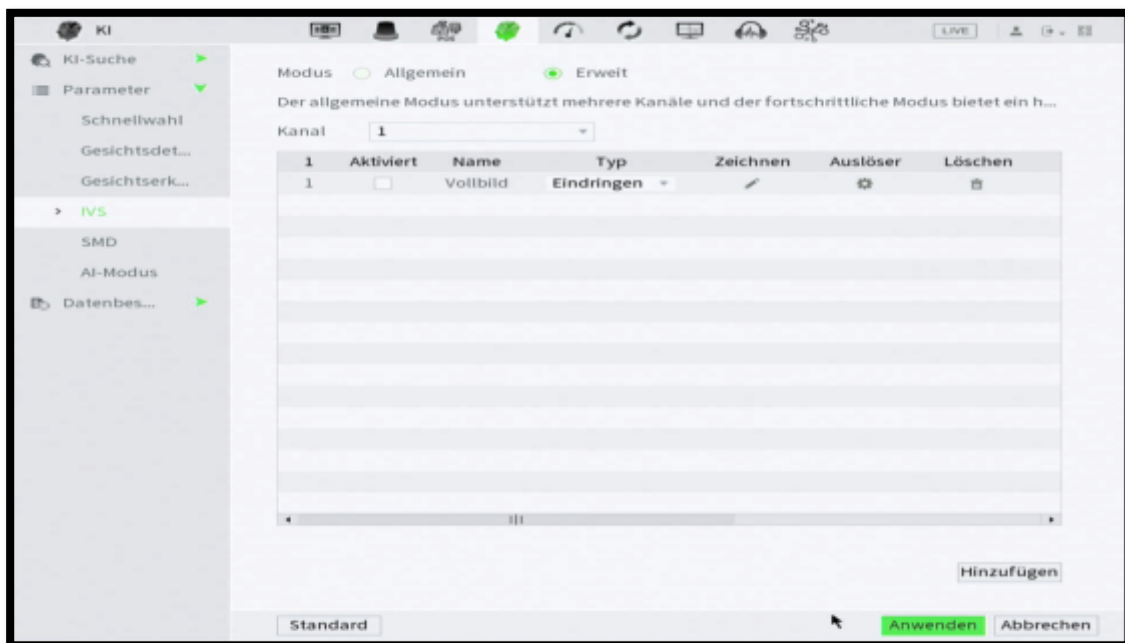 KI
LIVE
KI-Suche
Parameter
Schnellwahl
Gesichtsdet...
Gesichtserk...
> IVS
SMD
AI-Modus
Datenbes...
Modus Allgemein Erweit
Der allgemeine Modus unterstützt mehrere Kanäle und der fortschrittliche Modus bietet ein h...
Kanal 1
1 Aktiviert Name Typ Zeichnen Auslöser Löschen
1 Vollbild Eindringen
Hinzufügen
Standard Anwenden Abbrechen